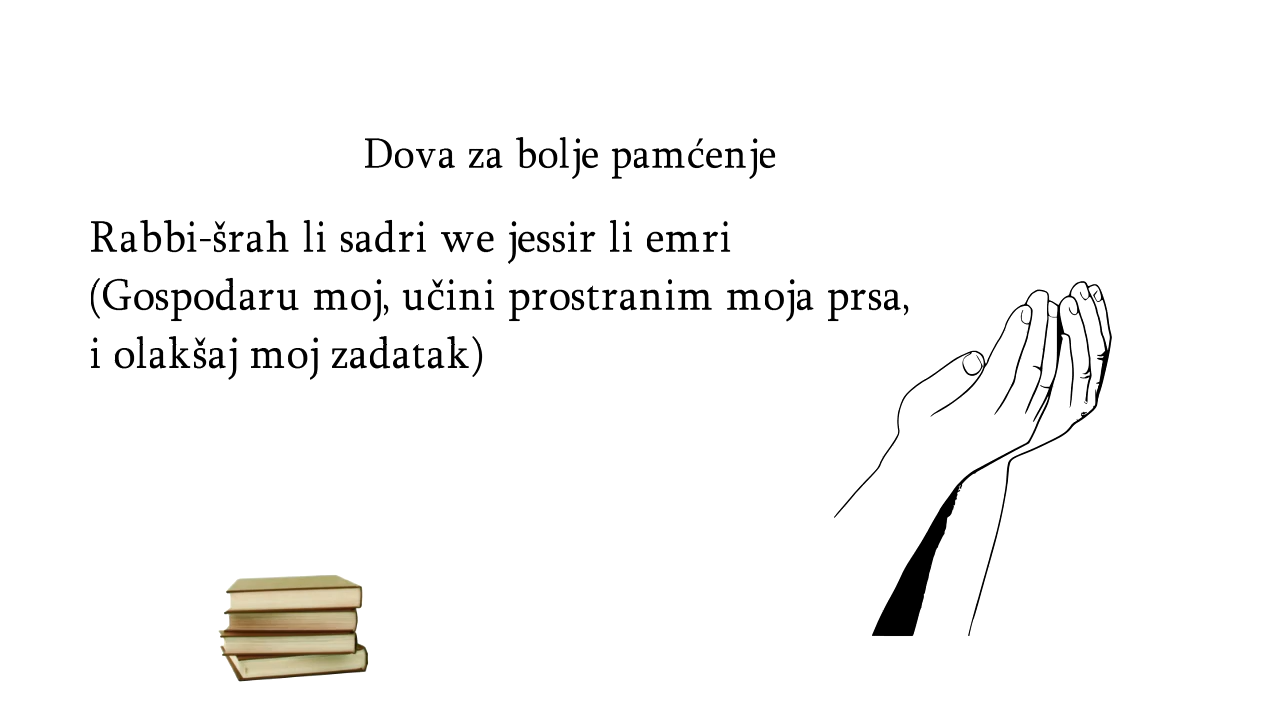 Dova za bolje pamćenje
Rabbi-šrah li sadri we jessir li emri
(Gospodaru moj, učini prostranim moja prsa,
i olakšaj moj zadatak)